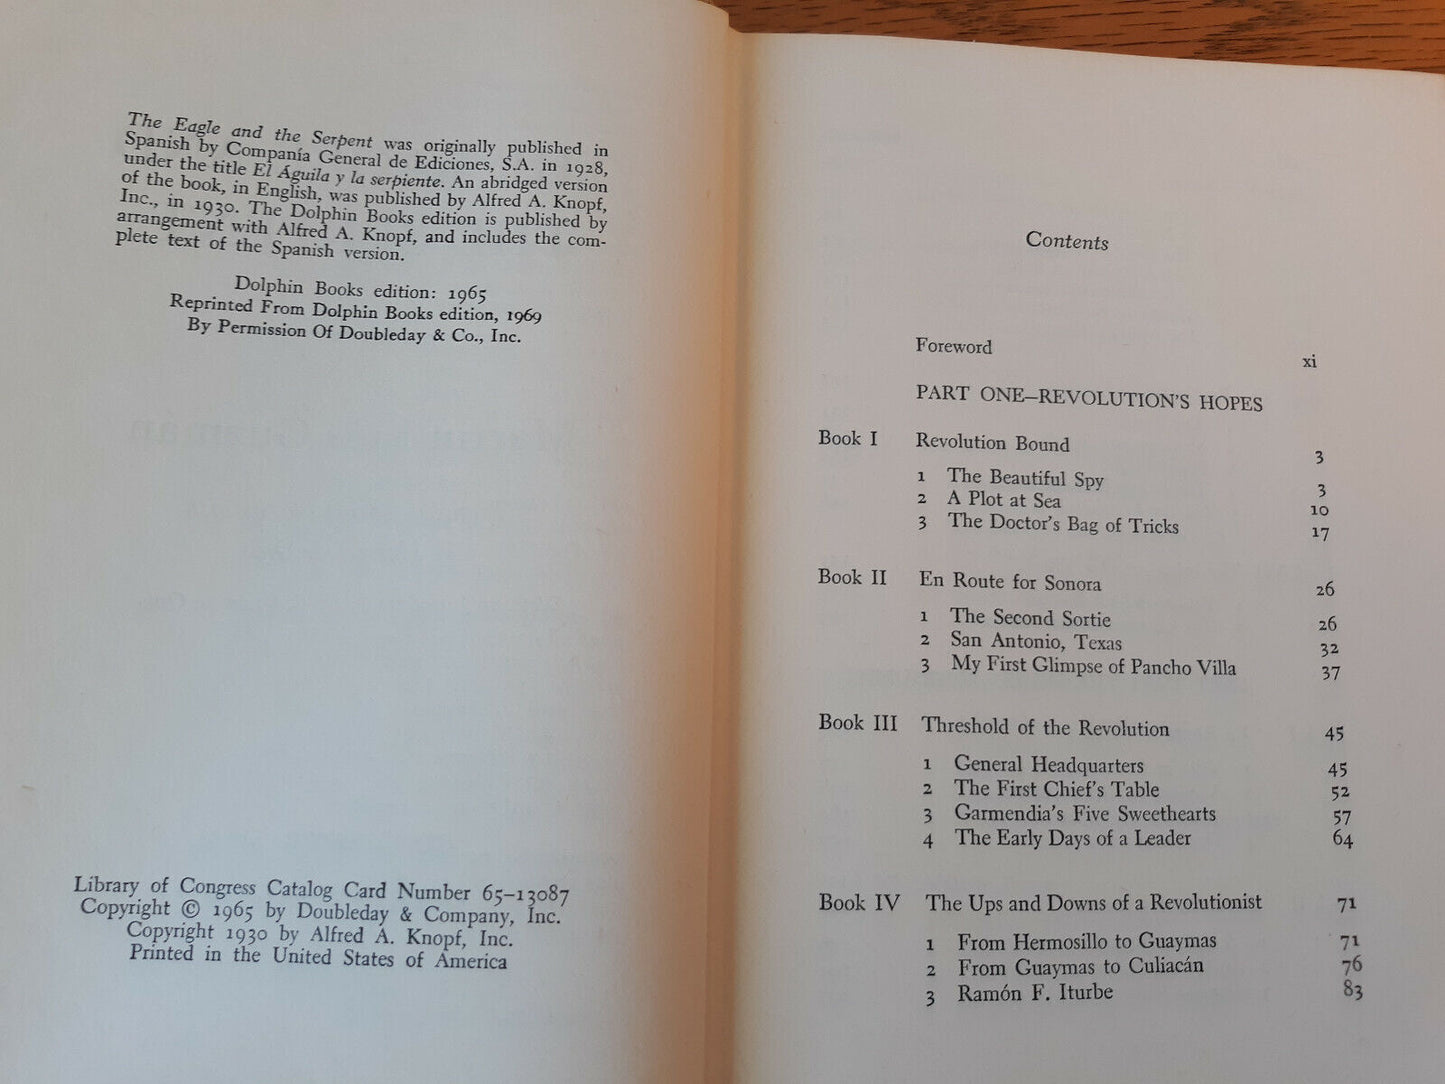 The Eagle and the Serpent was originally published in
Spanish by Companía General de Ediciones, S.A. in 1928,
under the title El Águila y la serpiente. An abridged version
of the book, in English, was published by Alfred A. Knopf,
Inc., in 1930. The Dolphin Books edition is published by
arrangement with Alfred A. Knopf, and includes the com-
plete text of the Spanish version.
Dolphin Books edition: 1965
Reprinted From Dolphin Books edition, 1969
By Permission Of Doubleday & Co., Inc.
Library of Congress Catalog Card Number 65–13087
Copyright © 1965 by Doubleday & Company, Inc.
Copyright 1930 by Alfred A. Knopf, Inc.
Printed in the United States of America
Contents
Foreword xi
PART ONE—REVOLUTION'S HOPES
Book I Revolution Bound 3
1 The Beautiful Spy 3
2 A Plot at Sea 10
3 The Doctor's Bag of Tricks 17
Book II En Route for Sonora 26
1 The Second Sortie 26
2 San Antonio, Texas 32
3 My First Glimpse of Pancho Villa 37
Book III Threshold of the Revolution 45
1 General Headquarters 45
2 The First Chief's Table 52
3 Garmendia's Five Sweethearts 57
4 The Early Days of a Leader 64
Book IV The Ups and Downs of a Revolutionist 71
1 From Hermosillo to Guaymas 71
2 From Guaymas to Culiacán 76
3 Ramón F. Iturbe 83